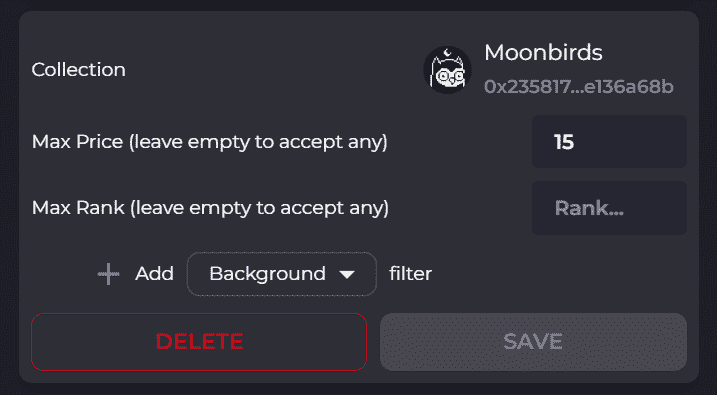 Collection
Moonbirds
0x235817...e136a68b
Max Price (leave empty to accept any)
15
Max Rank (leave empty to accept any)
Rank...
Add Background filter
DELETE
SAVE